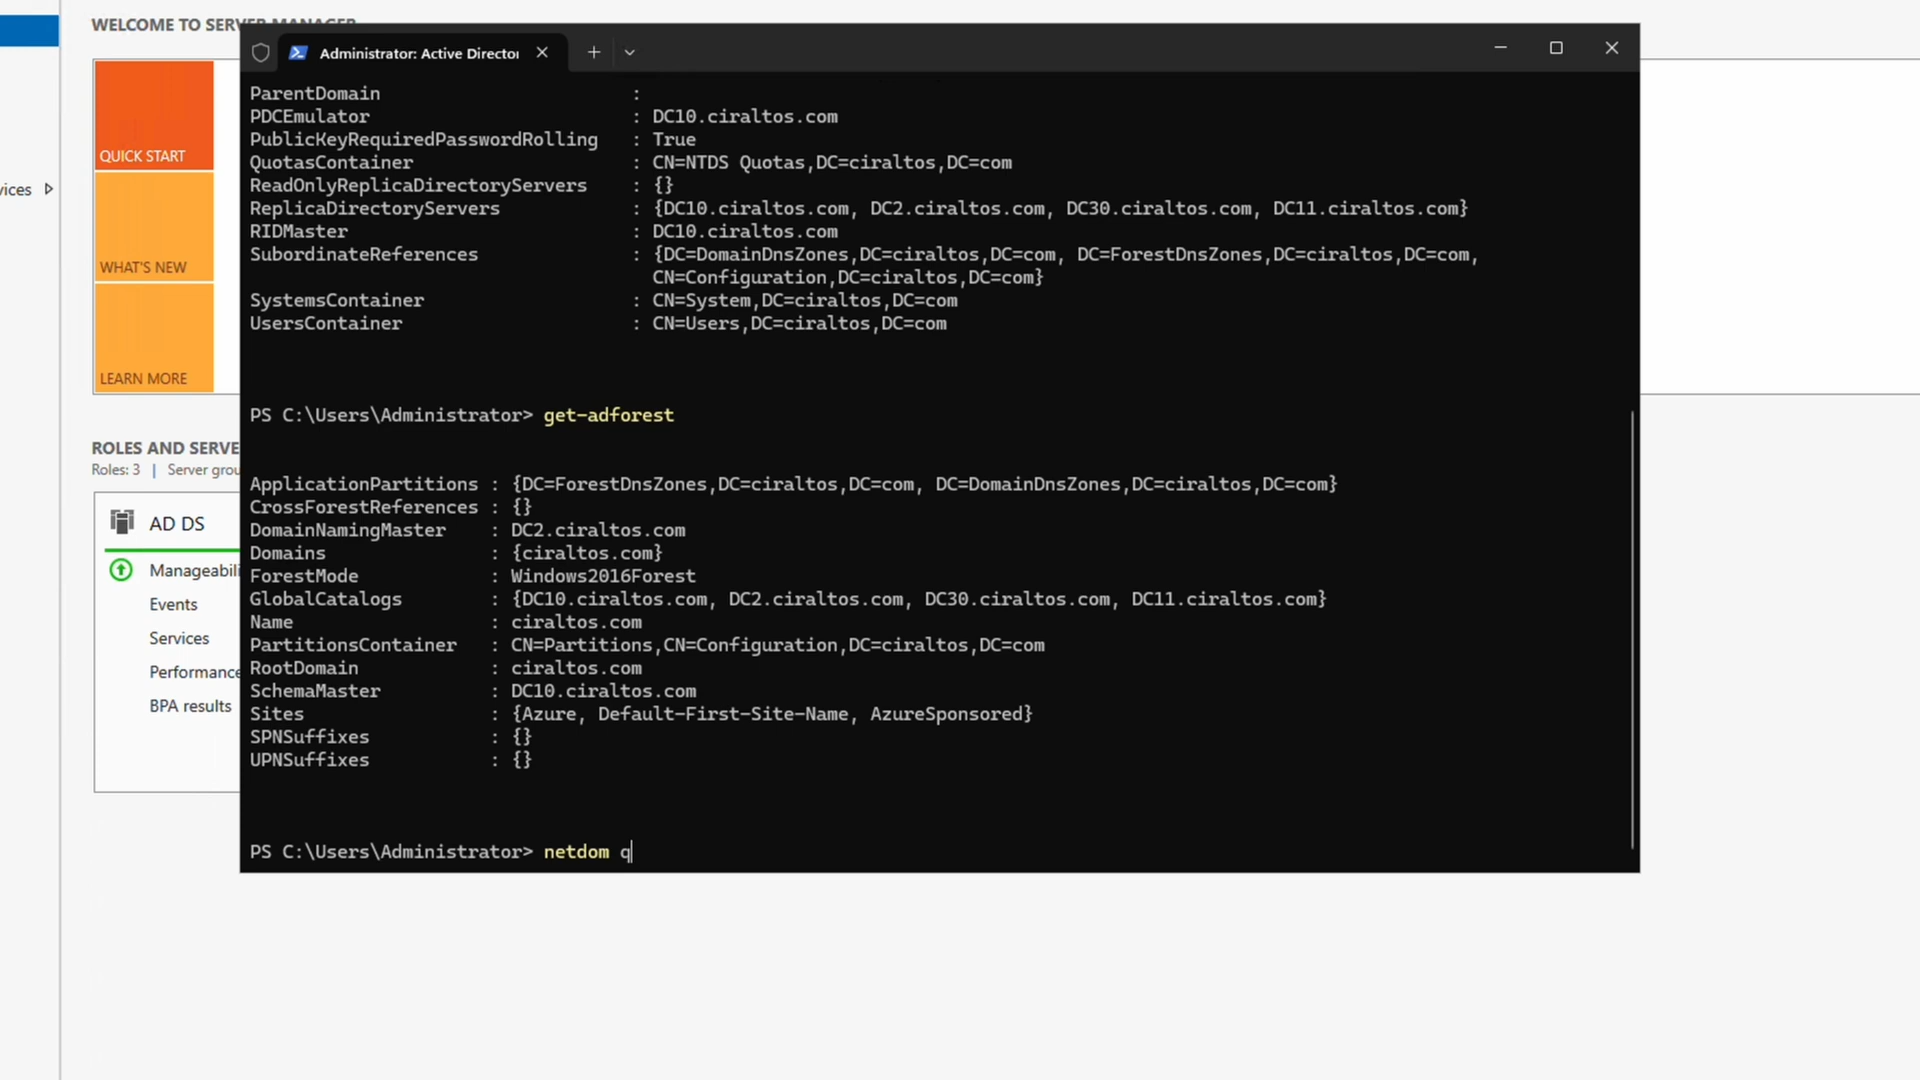 WELCOME TO SERVER MANAGER
Administrator: Active Director
QUICK START
WHAT'S NEW
LEARN MORE
vices
ROLES AND SERVE
Roles: 3 | Server grou
AD DS
Manageabili
Events
Services
Performance
BPA results
ParentDomain :
PDCEmulator : DC10.ciraltos.com
PublicKeyRequiredPasswordRolling : True
QuotasContainer : CN=NTDS Quotas,DC=ciraltos,DC=com
ReadOnlyReplicaDirectoryServers : {}
ReplicaDirectoryServers : {DC10.ciraltos.com, DC2.ciraltos.com, DC30.ciraltos.com, DC11.ciraltos.com}
RIDMaster : DC10.ciraltos.com
SubordinateReferences : {DC=DomainDnsZones,DC=ciraltos,DC=com, DC=ForestDnsZones,DC=ciraltos,DC=com,
CN=Configuration,DC=ciraltos,DC=com}
SystemsContainer : CN=System,DC=ciraltos,DC=com
UsersContainer : CN=Users,DC=ciraltos,DC=com
PS C:\Users\Administrator> get-adforest
ApplicationPartitions : {DC=ForestDnsZones,DC=ciraltos,DC=com, DC=DomainDnsZones,DC=ciraltos,DC=com}
CrossForestReferences : {}
DomainNamingMaster : DC2.ciraltos.com
Domains : {ciraltos.com}
ForestMode : Windows2016Forest
GlobalCatalogs : {DC10.ciraltos.com, DC2.ciraltos.com, DC30.ciraltos.com, DC11.ciraltos.com}
Name : ciraltos.com
PartitionsContainer : CN=Partitions,CN=Configuration,DC=ciraltos,DC=com
RootDomain : ciraltos.com
SchemaMaster : DC10.ciraltos.com
Sites : {Azure, Default-First-Site-Name, AzureSponsored}
SPNSuffixes : {}
UPNSuffixes : {}
PS C:\Users\Administrator> netdom q